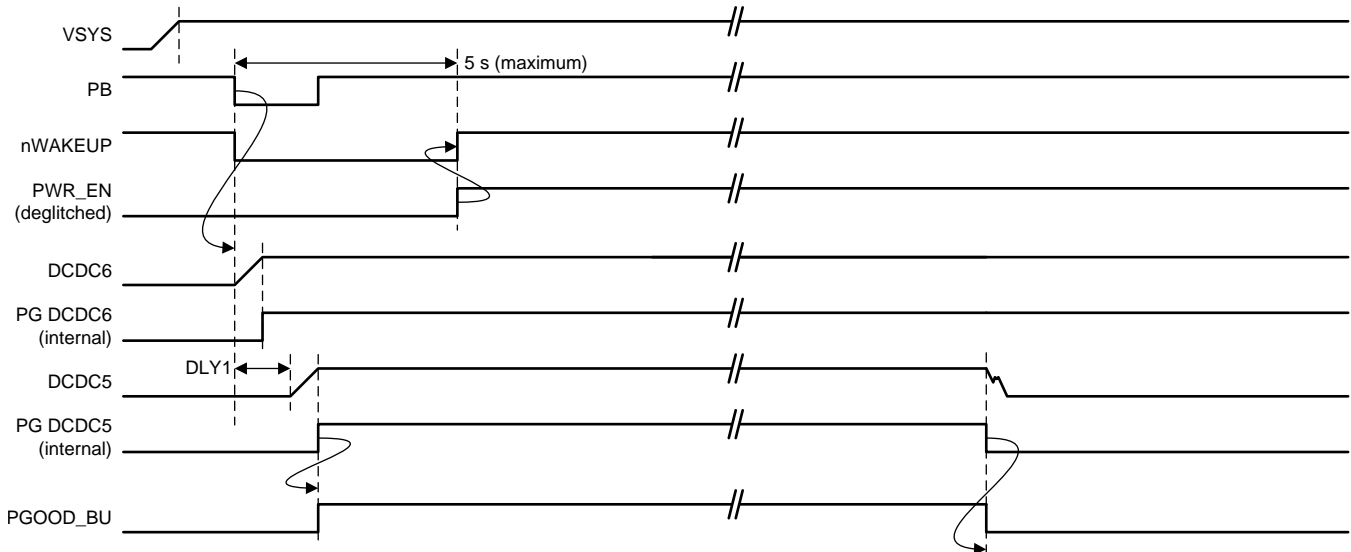 VSYS
5 s (maximum)
PB
nWAKEUP
PWR_EN
(deglitched)
DCDC6
PG DCDC6
(internal)
DLY1
DCDC5
PG DCDC5
(internal)
PGOOD_BU